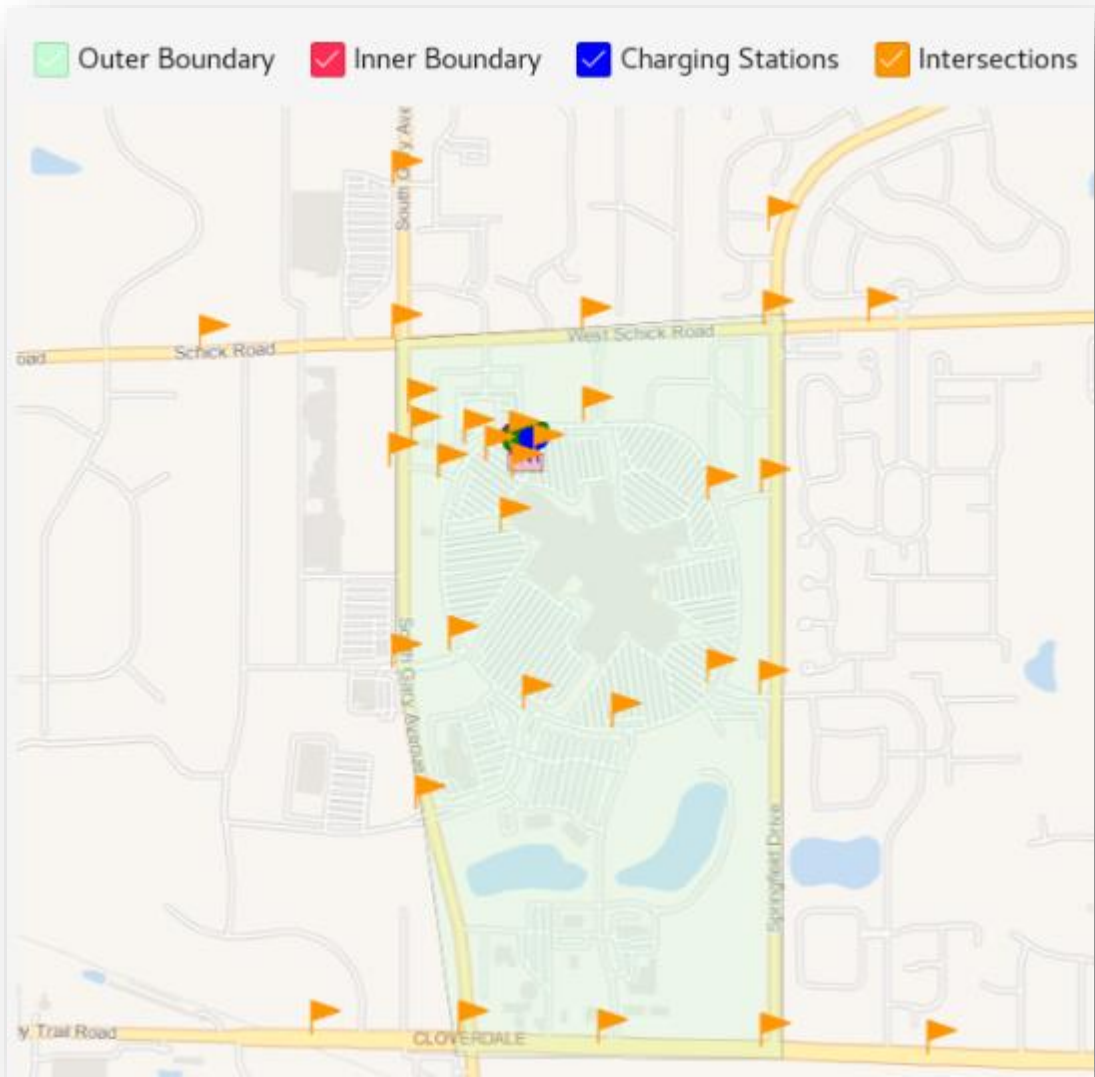 Outer Boundary Inner Boundary Charging Stations Intersections
South Gary Ave
West Schick Road
Schick Road
oad
South Gary Avenue
Springfield Drive
y Trail Road
CLOVERDALE